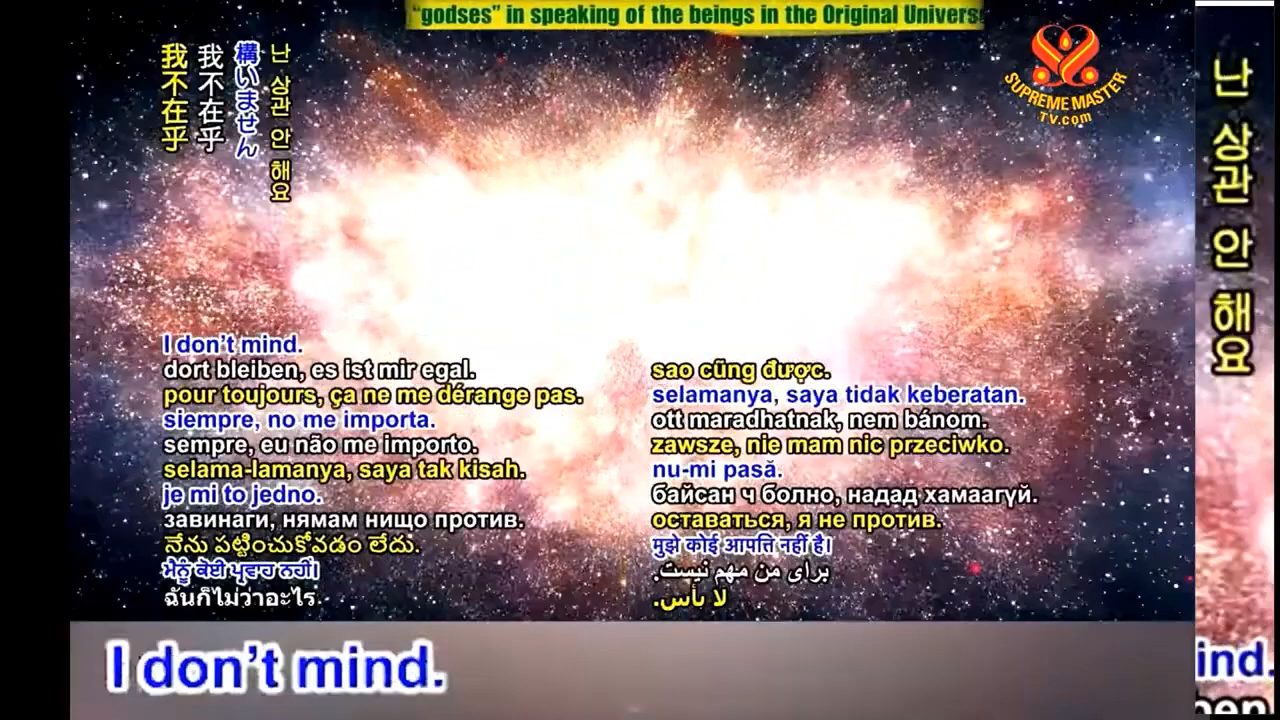 "godses" in speaking of the beings in the Original Univers
SUPREME MASTER
TV.com
난 상관 안 해요
構いません
我不在乎
我不在乎
I don't mind.
dort bleiben, es ist mir egal.
pour toujours, ça ne me dérange pas.
siempre, no me importa.
sempre, eu não me importo.
selama-lamanya, saya tak kisah.
je mi to jedno.
завинаги, нямам нищо против.
నేను పట్టించుకోవడం లేదు.
ਮੈਨੂੰ ਕੋਈ ਪ੍ਰਵਾਹ ਨਹੀਂ।
ฉันก็ไม่ว่าอะไร.
sao cũng được.
selamanya, saya tidak keberatan.
ott maradhatnak, nem bánom.
zawsze, nie mam nic przeciwko.
nu-mi pasă.
байсан ч болно, надад хамаагүй.
оставаться, я не против.
मुझे कोई आपत्ति नहीं है।
برای من مهم نیست.
لا بأس.
I don't mind.
난 상관 안 해요
ind.